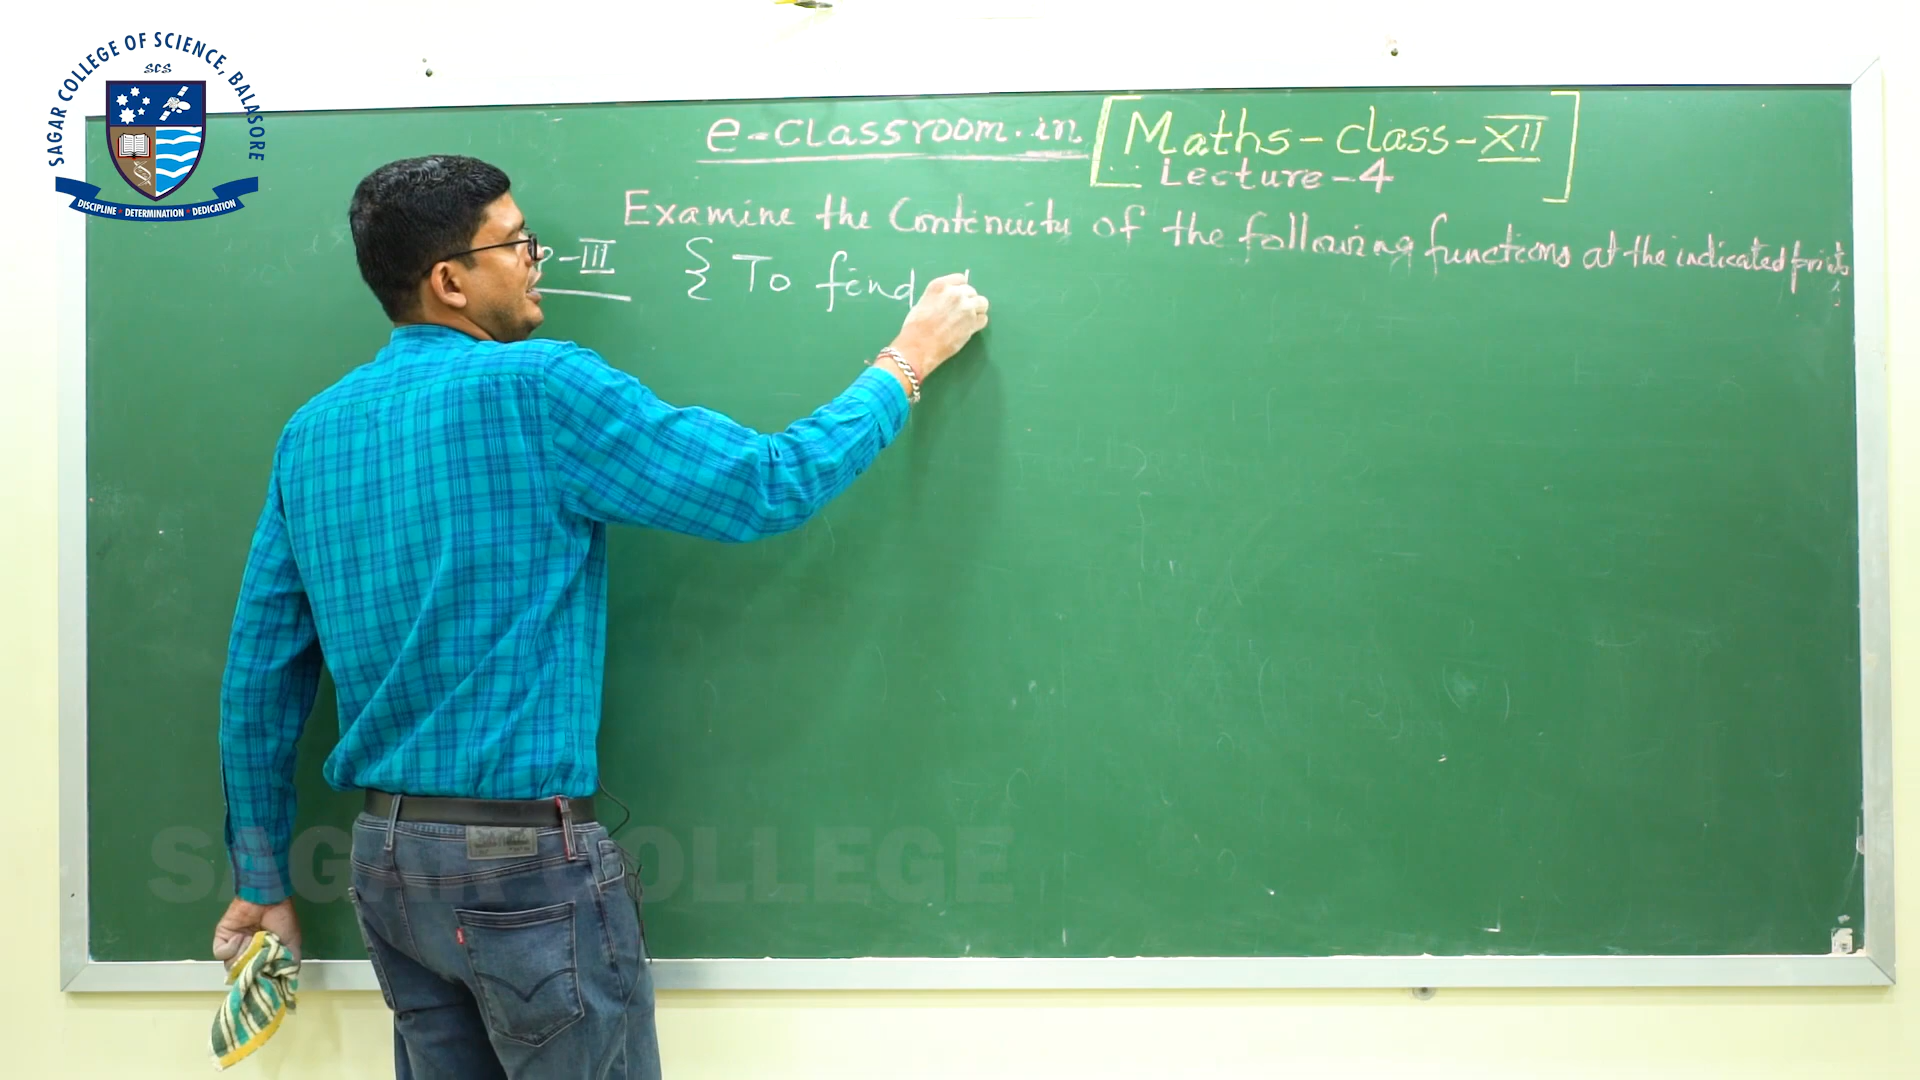 SAGAR COLLEGE OF SCIENCE, BALASORE
SCS
DISCIPLINE • DETERMINATION • DEDICATION
e-classroom.in
Maths-class-XII
Lecture-4
Examine the Continuity of the following functions at the indicated points
-III
{ To find
SAGAR COLLEGE